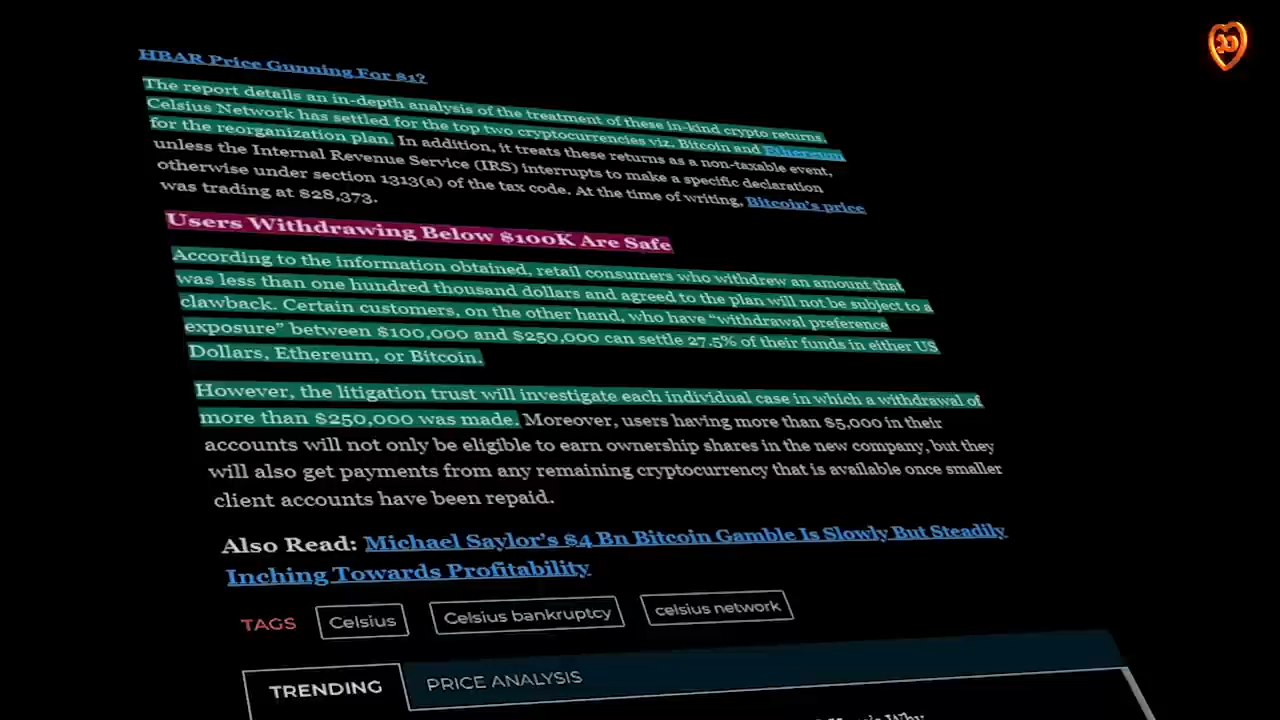 HBAR Price Gunning For $1?
The report details an in-depth analysis of the treatment of these in-kind crypto returns.
Celsius Network has settled for the top two cryptocurrencies viz. Bitcoin and Ethereum
for the reorganization plan. In addition, it treats these returns as a non-taxable event,
unless the Internal Revenue Service (IRS) interrupts to make a specific declaration
otherwise under section 1313(a) of the tax code. At the time of writing, Bitcoin's price
was trading at $28,373.
Users Withdrawing Below $100K Are Safe
According to the information obtained, retail consumers who withdrew an amount that
was less than one hundred thousand dollars and agreed to the plan will not be subject to a
clawback. Certain customers, on the other hand, who have “withdrawal preference
exposure” between $100,000 and $250,000 can settle 27.5% of their funds in either US
Dollars, Ethereum, or Bitcoin.
However, the litigation trust will investigate each individual case in which a withdrawal of
more than $250,000 was made. Moreover, users having more than $5,000 in their
accounts will not only be eligible to earn ownership shares in the new company, but they
will also get payments from any remaining cryptocurrency that is available once smaller
client accounts have been repaid.
Also Read: Michael Saylor's $4 Bn Bitcoin Gamble Is Slowly But Steadily
Inching Towards Profitability
TAGS Celsius Celsius bankruptcy celsius network
TRENDING PRICE ANALYSIS